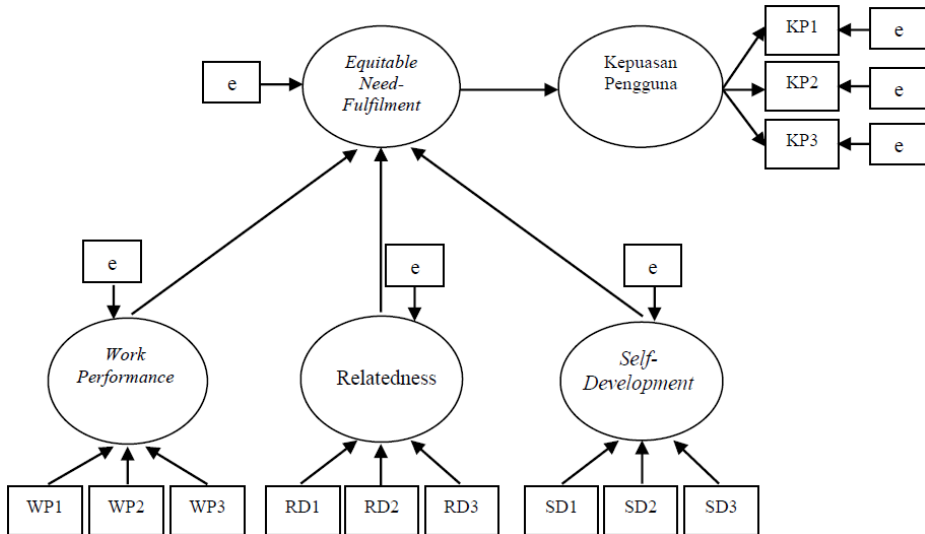 Equitable
Need-
Fulfilment
e
Kepuasan
Pengguna
KP1
e
KP2
e
KP3
e
e
e
e
Work
Performance
Relatedness
Self-
Development
WP1
WP2
WP3
RD1
RD2
RD3
SD1
SD2
SD3